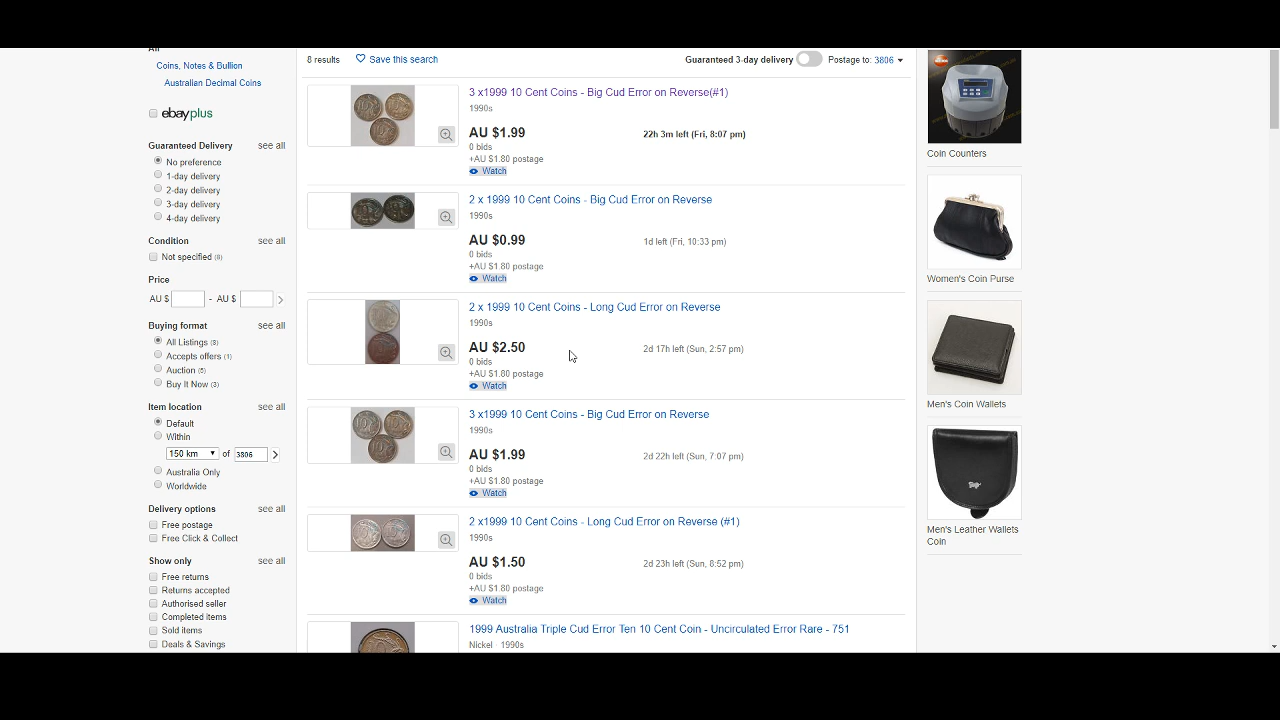 All
Coins, Notes & Bullion
Australian Decimal Coins
ebayplus
Guaranteed Delivery see all
No preference
1-day delivery
2-day delivery
3-day delivery
4-day delivery
Condition see all
Not specified (8)
Price
AU $ - AU $
Buying format see all
All Listings (8)
Accepts offers (1)
Auction (5)
Buy It Now (3)
Item location see all
Default
Within
150 km of 3806
Australia Only
Worldwide
Delivery options see all
Free postage
Free Click & Collect
Show only see all
Free returns
Returns accepted
Authorised seller
Completed items
Sold items
Deals & Savings
8 results Save this search Guaranteed 3-day delivery Postage to: 3806
3 x1999 10 Cent Coins - Big Cud Error on Reverse(#1)
1990s
AU $1.99 22h 3m left (Fri, 8:07 pm)
0 bids
+AU $1.80 postage
Watch
2 x 1999 10 Cent Coins - Big Cud Error on Reverse
1990s
AU $0.99 1d left (Fri, 10:33 pm)
0 bids
+AU $1.80 postage
Watch
2 x 1999 10 Cent Coins - Long Cud Error on Reverse
1990s
AU $2.50 2d 17h left (Sun, 2:57 pm)
0 bids
+AU $1.80 postage
Watch
3 x1999 10 Cent Coins - Big Cud Error on Reverse
1990s
AU $1.99 2d 22h left (Sun, 7:07 pm)
0 bids
+AU $1.80 postage
Watch
2 x1999 10 Cent Coins - Long Cud Error on Reverse (#1)
1990s
AU $1.50 2d 23h left (Sun, 8:52 pm)
0 bids
+AU $1.80 postage
Watch
1999 Australia Triple Cud Error Ten 10 Cent Coin - Uncirculated Error Rare - 751
Nickel · 1990s
Coin Counters
Women's Coin Purse
Men's Coin Wallets
Men's Leather Wallets
Coin